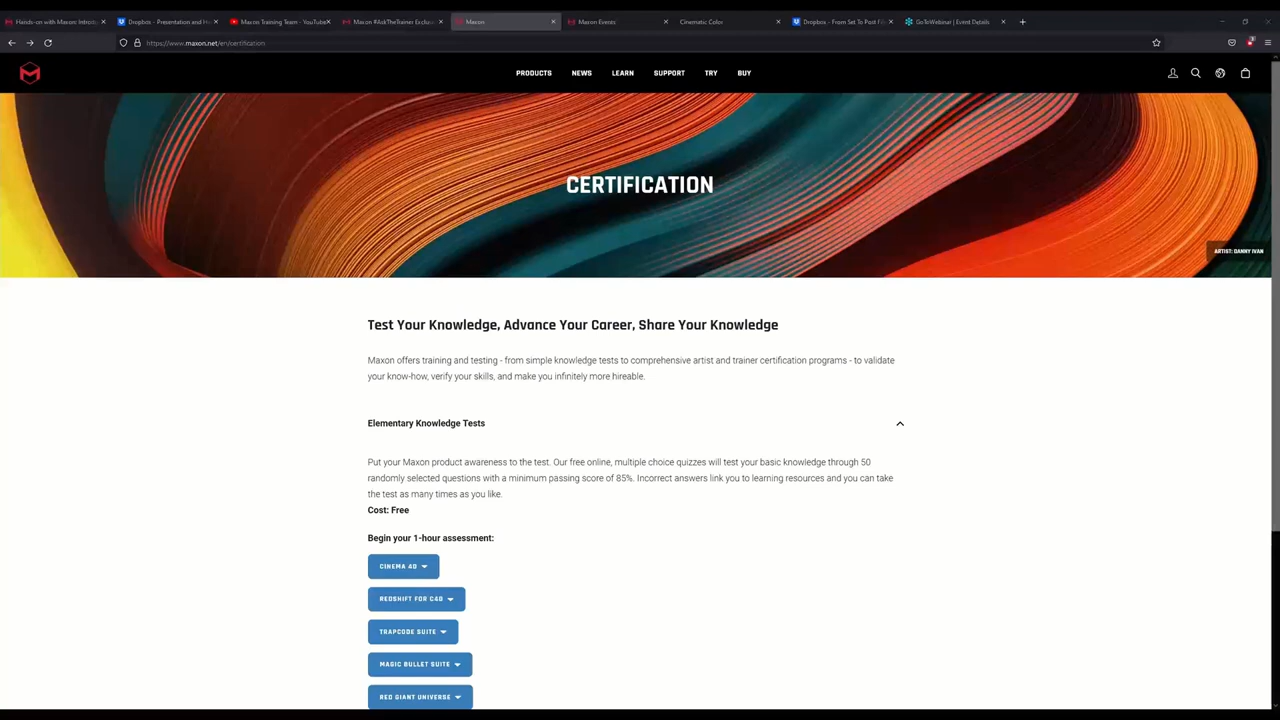 Hands-on with Maxon: Introduc
Dropbox - Presentation and Ha
Maxon Training Team - YouTube
Maxon #AskTheTrainer Exclusiv
Maxon
Maxon Events
Cinematic Color
Dropbox - From Set To Post
GoToWebinar | Event Details
https://www.maxon.net/en/certification
PRODUCTS
NEWS
LEARN
SUPPORT
TRY
BUY
CERTIFICATION
ARTIST: DANNY IVAN
Test Your Knowledge, Advance Your Career, Share Your Knowledge
Maxon offers training and testing - from simple knowledge tests to comprehensive artist and trainer certification programs - to validate
your know-how, verify your skills, and make you infinitely more hireable.
Elementary Knowledge Tests
Put your Maxon product awareness to the test. Our free online, multiple choice quizzes will test your basic knowledge through 50
randomly selected questions with a minimum passing score of 85%. Incorrect answers link you to learning resources and you can take
the test as many times as you like.
Cost: Free
Begin your 1-hour assessment:
CINEMA 4D
REDSHIFT FOR C4D
TRAPCODE SUITE
MAGIC BULLET SUITE
RED GIANT UNIVERSE